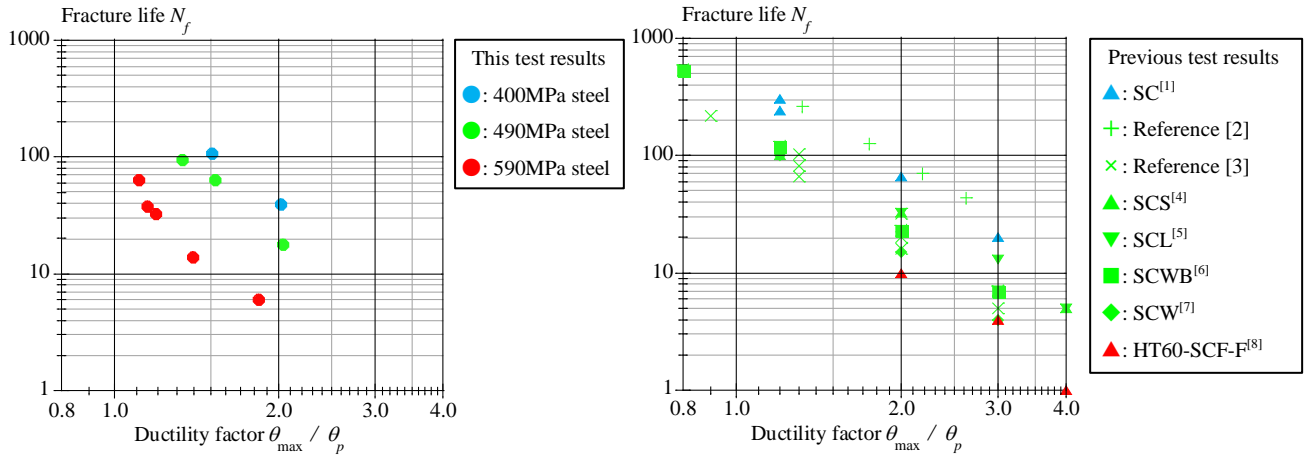 Fracture life N_f
1000
100
10
1
0.8 1.0 2.0 3.0 4.0
Ductility factor θ_max / θ_p
This test results
: 400MPa steel
: 490MPa steel
: 590MPa steel
Fracture life N_f
1000
100
10
1
0.8 1.0 2.0 3.0 4.0
Ductility factor θ_max / θ_p
Previous test results
: SC[1]
: Reference [2]
: Reference [3]
: SCS[4]
: SCL[5]
: SCWB[6]
: SCW[7]
: HT60-SCF-F[8]